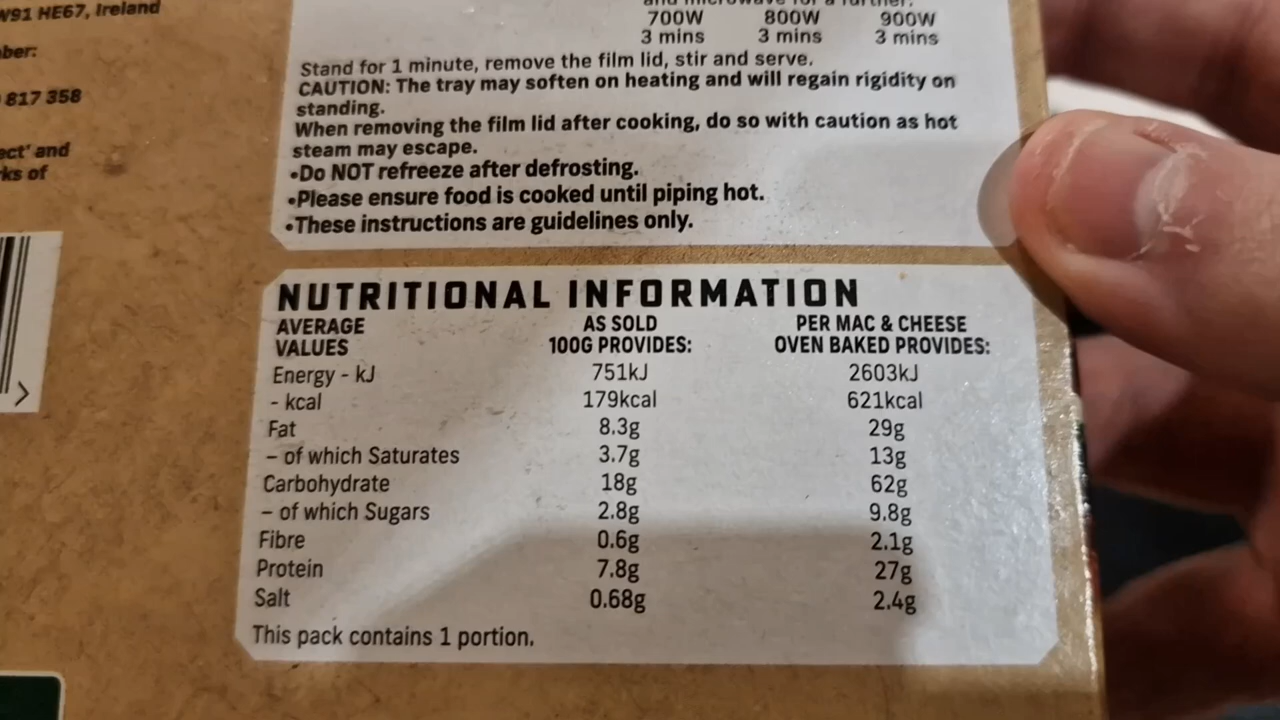 W91 HE67, Ireland
ber:
817 358
ect' and
ks of
and microwave for a further:
700W 800W 900W
3 mins 3 mins 3 mins
Stand for 1 minute, remove the film lid, stir and serve.
CAUTION: The tray may soften on heating and will regain rigidity on
standing.
When removing the film lid after cooking, do so with caution as hot
steam may escape.
•Do NOT refreeze after defrosting.
•Please ensure food is cooked until piping hot.
•These instructions are guidelines only.
NUTRITIONAL INFORMATION
AVERAGE AS SOLD PER MAC & CHEESE
VALUES 100G PROVIDES: OVEN BAKED PROVIDES:
Energy - kJ 751kJ 2603kJ
- kcal 179kcal 621kcal
Fat 8.3g 29g
– of which Saturates 3.7g 13g
Carbohydrate 18g 62g
– of which Sugars 2.8g 9.8g
Fibre 0.6g 2.1g
Protein 7.8g 27g
Salt 0.68g 2.4g
This pack contains 1 portion.